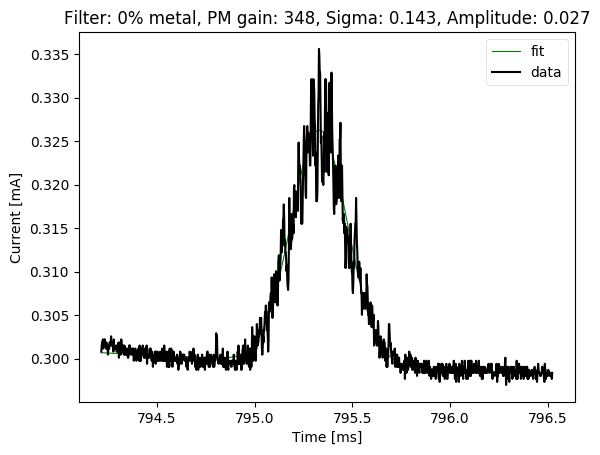 Filter: 0% metal, PM gain: 348, Sigma: 0.143, Amplitude: 0.027
fit
data
0.335
0.330
0.325
0.320
0.315
0.310
0.305
0.300
Current [mA]
794.5
795.0
795.5
796.0
796.5
Time [ms]